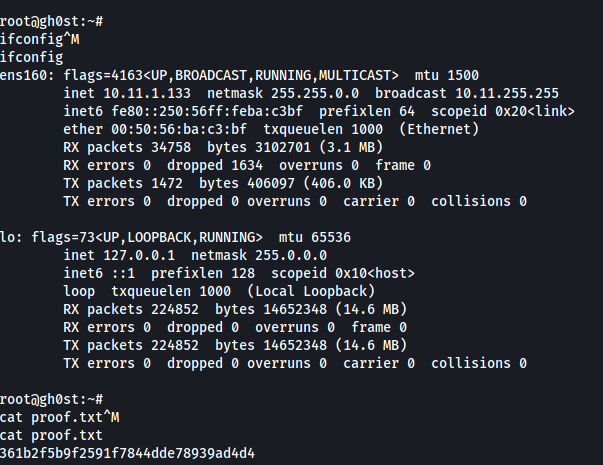 root@gh0st:~#
ifconfig^M
ifconfig
ens160: flags=4163<UP,BROADCAST,RUNNING,MULTICAST>  mtu 1500
        inet 10.11.1.133  netmask 255.255.0.0  broadcast 10.11.255.255
        inet6 fe80::250:56ff:feba:c3bf  prefixlen 64  scopeid 0x20<link>
        ether 00:50:56:ba:c3:bf  txqueuelen 1000  (Ethernet)
        RX packets 34758  bytes 3102701 (3.1 MB)
        RX errors 0  dropped 1634  overruns 0  frame 0
        TX packets 1472  bytes 406097 (406.0 KB)
        TX errors 0  dropped 0 overruns 0  carrier 0  collisions 0

lo: flags=73<UP,LOOPBACK,RUNNING>  mtu 65536
        inet 127.0.0.1  netmask 255.0.0.0
        inet6 ::1  prefixlen 128  scopeid 0x10<host>
        loop  txqueuelen 1000  (Local Loopback)
        RX packets 224852  bytes 14652348 (14.6 MB)
        RX errors 0  dropped 0  overruns 0  frame 0
        TX packets 224852  bytes 14652348 (14.6 MB)
        TX errors 0  dropped 0 overruns 0  carrier 0  collisions 0

root@gh0st:~#
cat proof.txt^M
cat proof.txt
361b2f5b9f2591f7844dde78939ad4d4